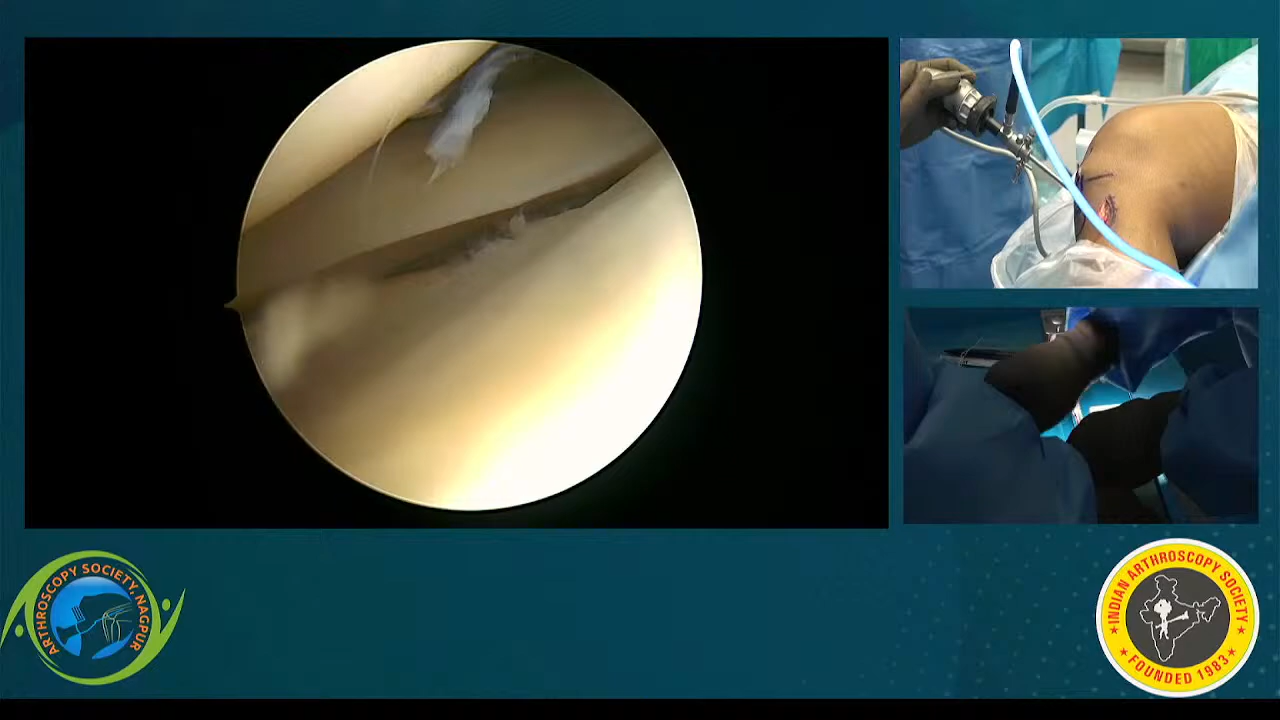 ARTHROSCOPY SOCIETY, NAGPUR
INDIAN ARTHROSCOPY SOCIETY
FOUNDED 1983